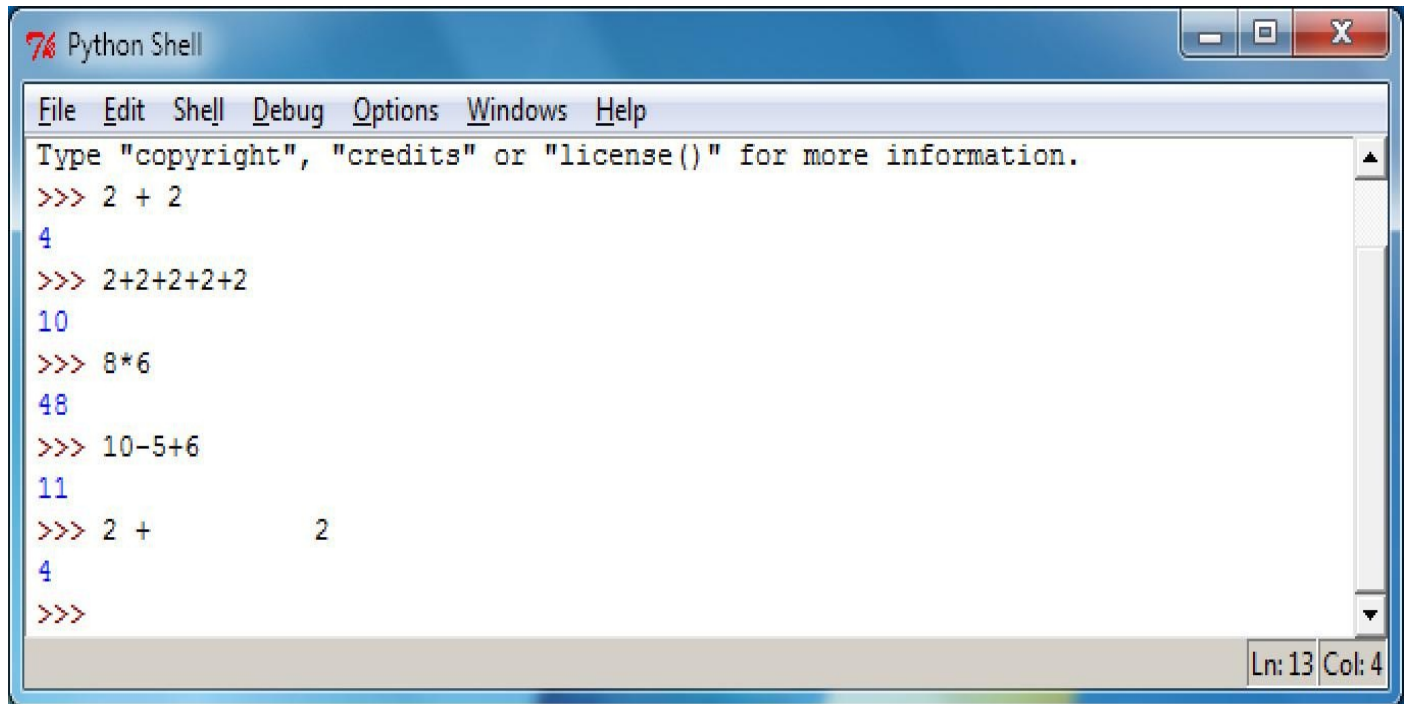 Python Shell
File Edit Shell Debug Options Windows Help
Type "copyright", "credits" or "license()" for more information.
>>> 2 + 2
4
>>> 2+2+2+2+2
10
>>> 8*6
48
>>> 10-5+6
11
>>> 2 +          2
4
>>>
Ln: 13 Col: 4